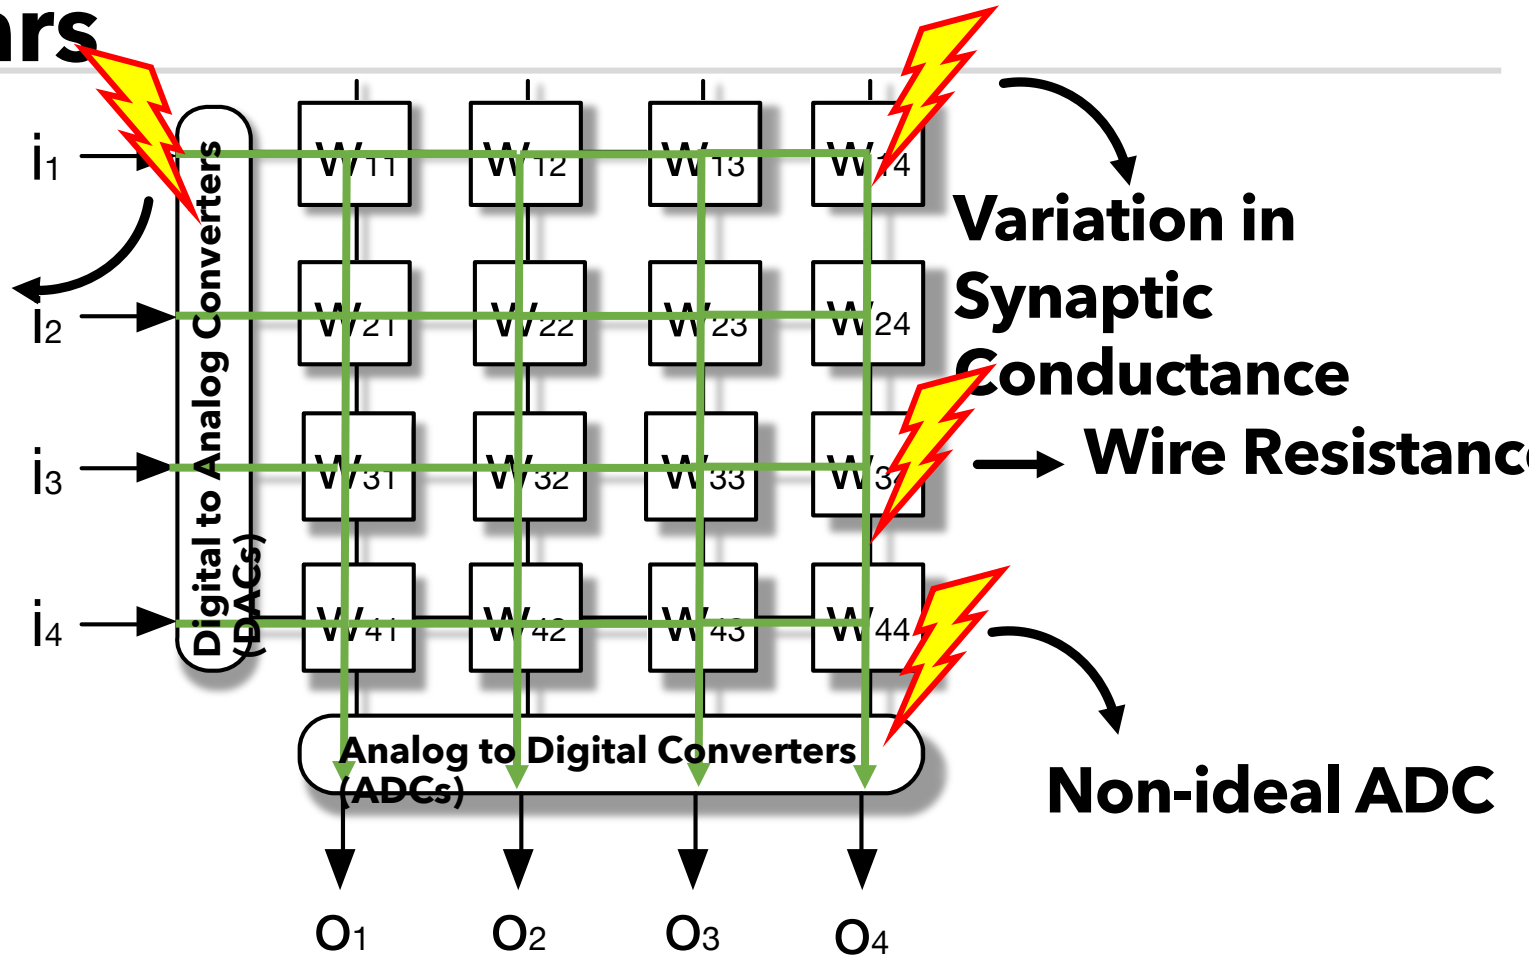 ars
i1
W11
W12
W13
W14
Variation in
Synaptic
Conductance
i2
W21
W22
W23
W24
Digital to Analog Converters
(DACs)
i3
W31
W32
W33
W34
Wire Resistance
i4
W41
W42
W43
W44
Analog to Digital Converters
(ADCs)
Non-ideal ADC
O1
O2
O3
O4